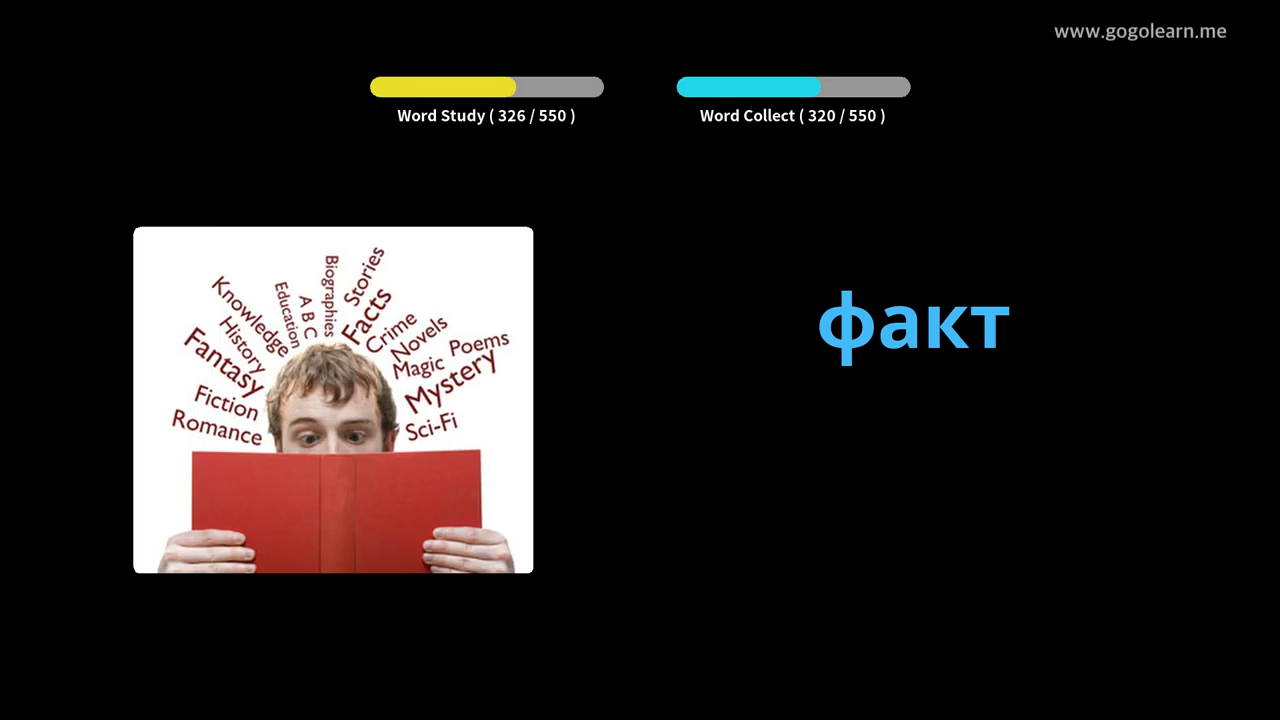 www.gogolearn.me
Word Study ( 326 / 550 )
Word Collect ( 320 / 550 )
факт
Stories
Biographies
Facts
A B C
Education
Knowledge
Crime
History
Novels
Poems
Fantasy
Magic
Mystery
Fiction
Romance
Sci-Fi